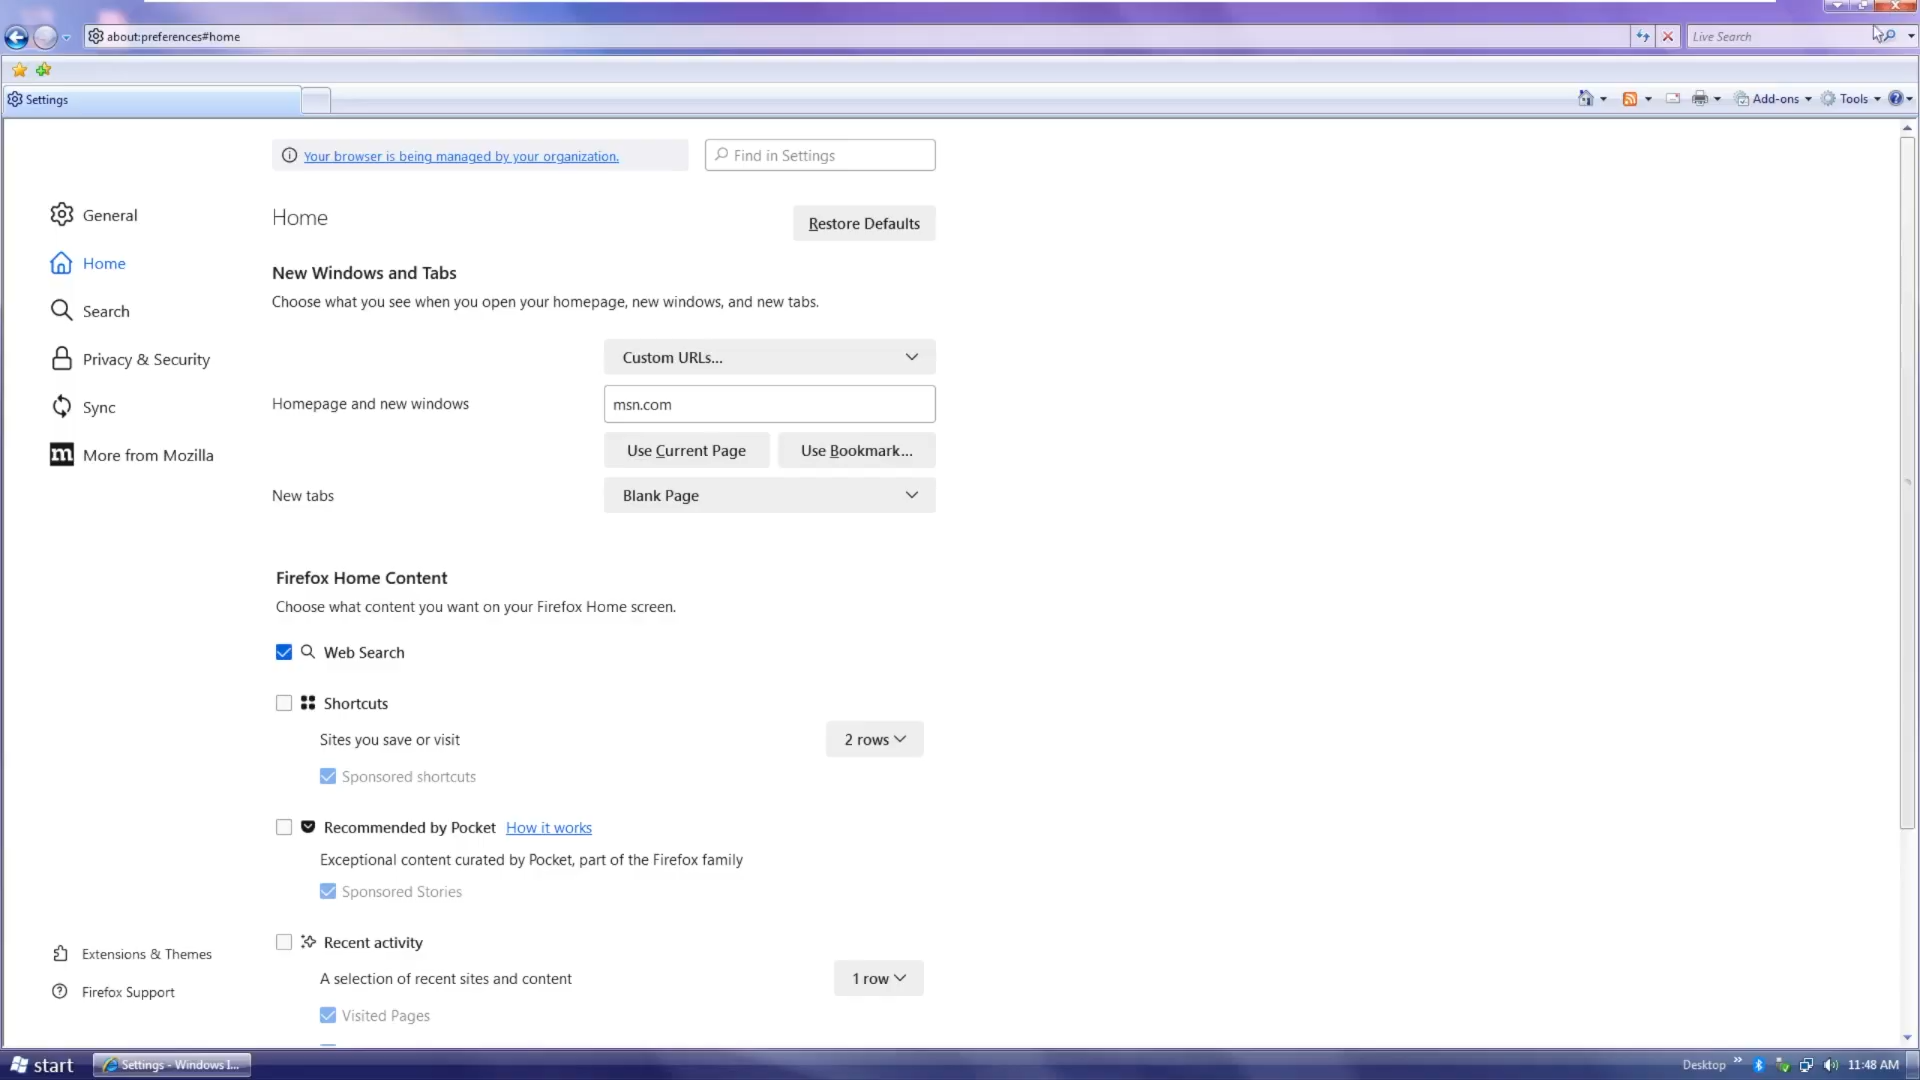 about:preferences#home
Live Search
Settings
Add-ons
Tools
Your browser is being managed by your organization.
Find in Settings
General
Home
Search
Privacy & Security
Sync
More from Mozilla
Home
Restore Defaults
New Windows and Tabs
Choose what you see when you open your homepage, new windows, and new tabs.
Custom URLs...
Homepage and new windows
msn.com
Use Current Page
Use Bookmark...
New tabs
Blank Page
Firefox Home Content
Choose what content you want on your Firefox Home screen.
Web Search
Shortcuts
Sites you save or visit
2 rows
Sponsored shortcuts
Recommended by Pocket How it works
Exceptional content curated by Pocket, part of the Firefox family
Sponsored Stories
Recent activity
A selection of recent sites and content
1 row
Visited Pages
Extensions & Themes
Firefox Support
start
Settings - Windows I...
Desktop
11:48 AM